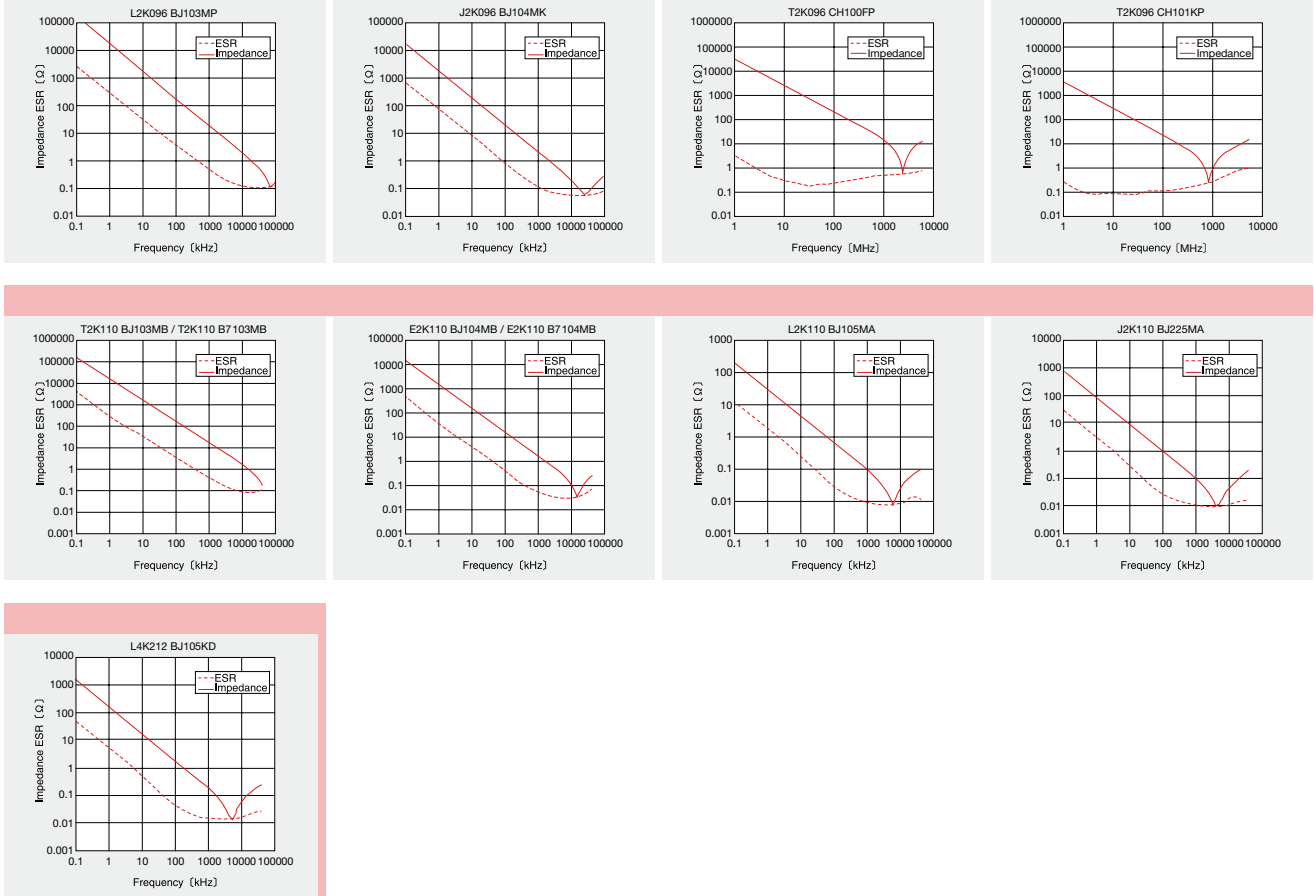 L2K096 BJ103MP
100000
10000
1000
100
10
1
0.1
0.01
Impedance ESR〔Ω〕
ESR
Impedance
0.1 1 10 100 1000 10000 100000
Frequency〔kHz〕
J2K096 BJ104MK
100000
10000
1000
100
10
1
0.1
0.01
Impedance ESR〔Ω〕
ESR
Impedance
0.1 1 10 100 1000 10000 100000
Frequency〔kHz〕
T2K096 CH100FP
1000000
100000
10000
1000
100
10
1
0.1
0.01
Impedance ESR〔Ω〕
ESR
Impedance
1 10 100 1000 10000
Frequency〔MHz〕
T2K096 CH101KP
1000000
100000
10000
1000
100
10
1
0.1
0.01
Impedance ESR〔Ω〕
ESR
Impedance
1 10 100 1000 10000
Frequency〔MHz〕
T2K110 BJ103MB / T2K110 B7103MB
1000000
100000
10000
1000
100
10
1
0.1
0.01
0.001
Impedance ESR〔Ω〕
ESR
Impedance
0.1 1 10 100 1000 10000 100000
Frequency〔kHz〕
E2K110 BJ104MB / E2K110 B7104MB
100000
10000
1000
100
10
1
0.1
0.01
0.001
Impedance ESR〔Ω〕
ESR
Impedance
0.1 1 10 100 1000 10000 100000
Frequency〔kHz〕
L2K110 BJ105MA
1000
100
10
1
0.1
0.01
0.001
Impedance ESR〔Ω〕
ESR
Impedance
0.1 1 10 100 1000 10000 100000
Frequency〔kHz〕
J2K110 BJ225MA
10000
1000
100
10
1
0.1
0.01
0.001
Impedance ESR〔Ω〕
ESR
Impedance
0.1 1 10 100 1000 10000 100000
Frequency〔kHz〕
L4K212 BJ105KD
10000
1000
100
10
1
0.1
0.01
0.001
Impedance ESR〔Ω〕
ESR
Impedance
0.1 1 10 100 1000 10000 100000
Frequency〔kHz〕